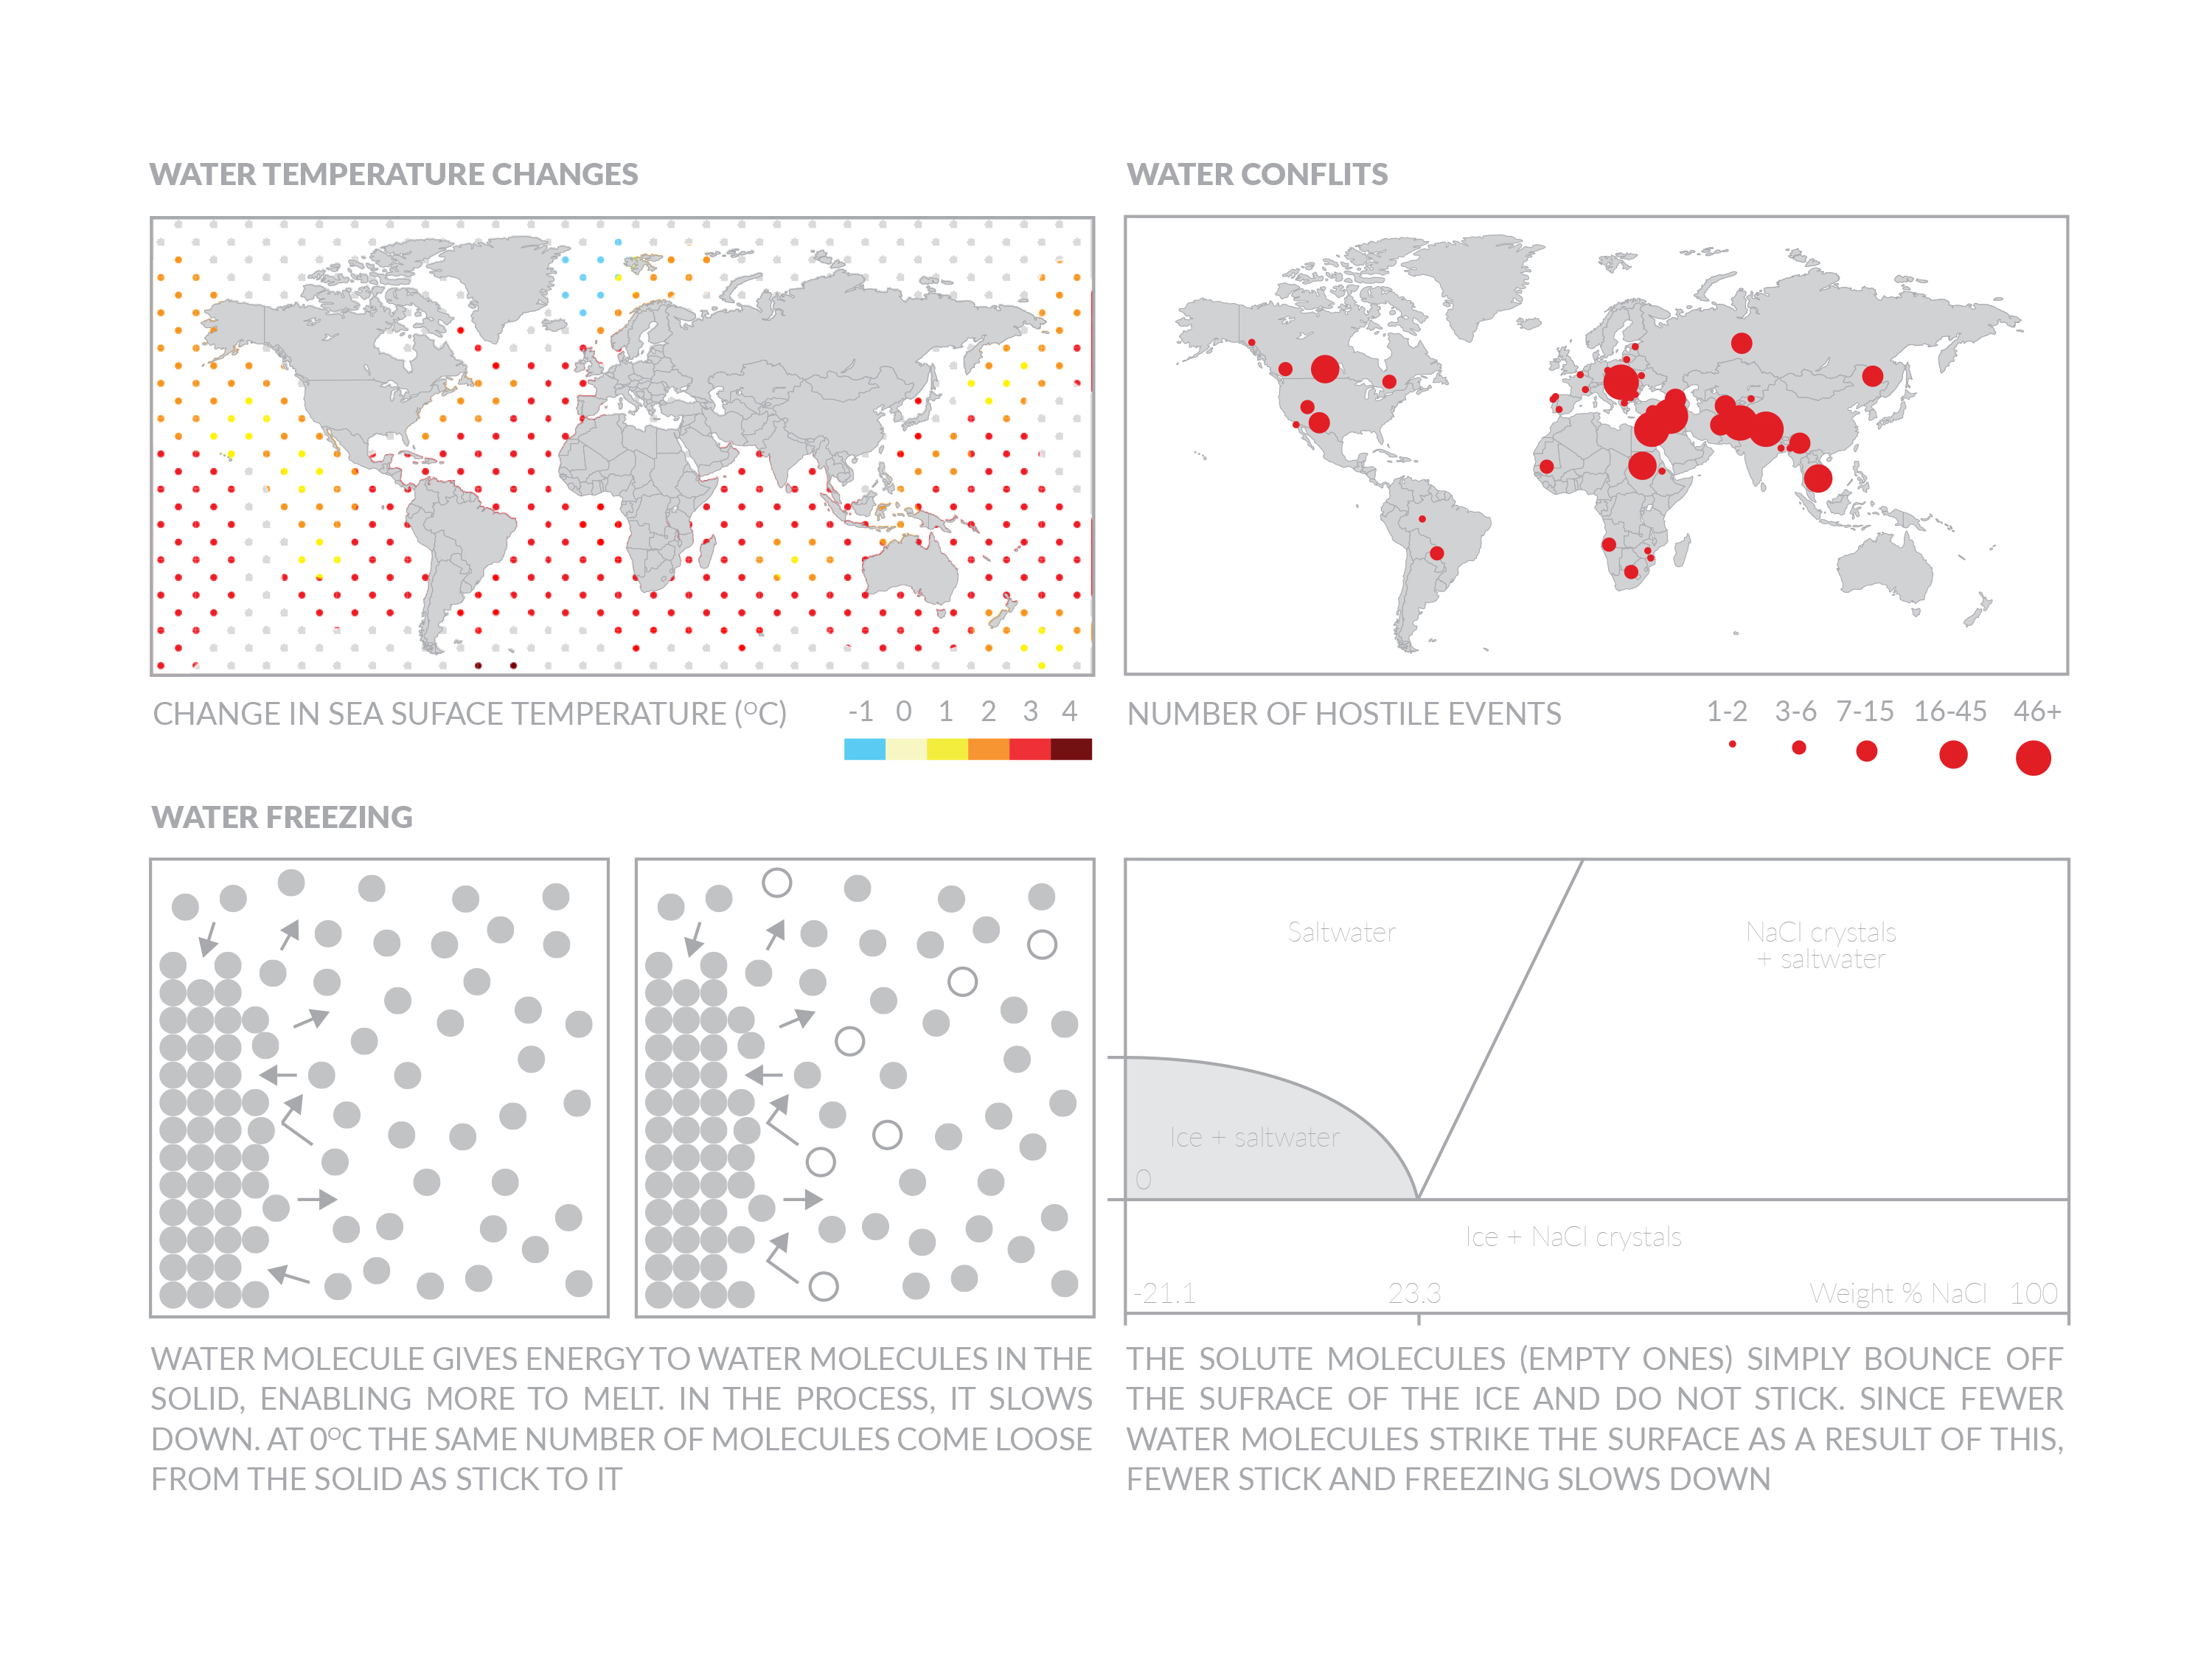 WATER TEMPERATURE CHANGES
CHANGE IN SEA SUFACE TEMPERATURE (ºC)
-1 0 1 2 3 4
WATER CONFLITS
NUMBER OF HOSTILE EVENTS
1-2 3-6 7-15 16-45 46+
WATER FREEZING
Saltwater
NaCl crystals
+ saltwater
Ice + saltwater
0
Ice + NaCl crystals
-21.1 23.3 Weight % NaCl 100
WATER MOLECULE GIVES ENERGY TO WATER MOLECULES IN THE
SOLID, ENABLING MORE TO MELT. IN THE PROCESS, IT SLOWS
DOWN. AT 0ºC THE SAME NUMBER OF MOLECULES COME LOOSE
FROM THE SOLID AS STICK TO IT
THE SOLUTE MOLECULES (EMPTY ONES) SIMPLY BOUNCE OFF
THE SUFRACE OF THE ICE AND DO NOT STICK. SINCE FEWER
WATER MOLECULES STRIKE THE SURFACE AS A RESULT OF THIS,
FEWER STICK AND FREEZING SLOWS DOWN